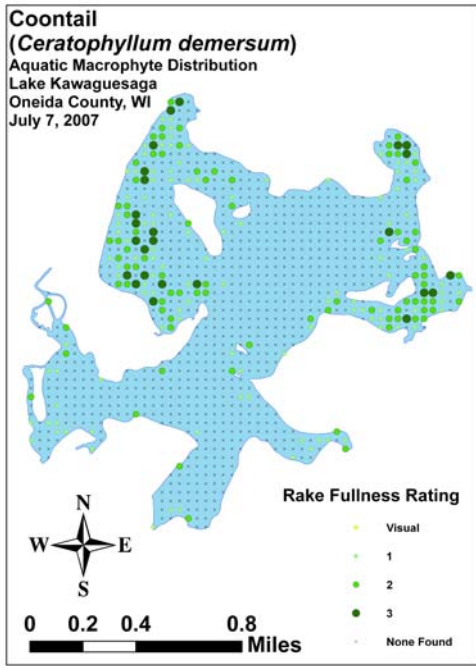 Coontail
(Ceratophyllum demersum)
Aquatic Macrophyte Distribution
Lake Kawaguesaga
Oneida County, WI
July 7, 2007
Rake Fullness Rating
Visual
1
2
3
None Found
N
W E
S
0 0.2 0.4 0.8
Miles